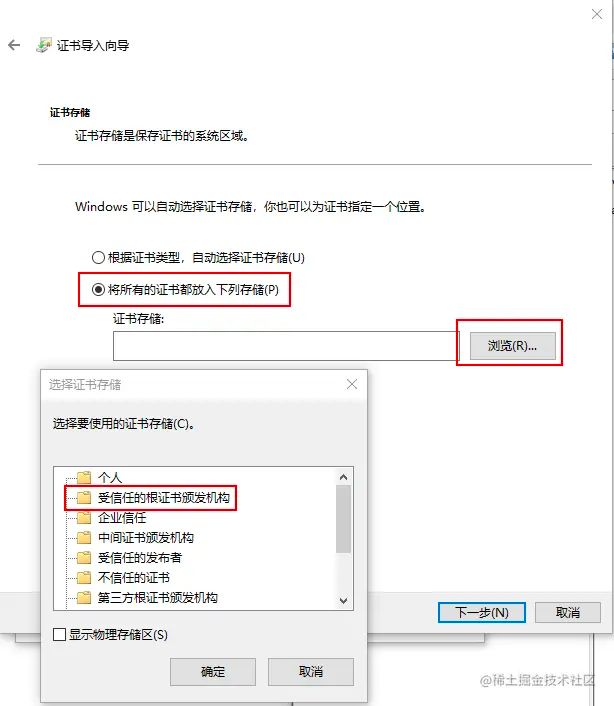 证书导入向导
证书存储
证书存储是保存证书的系统区域。
Windows 可以自动选择证书存储，你也可以为证书指定一个位置。
根据证书类型，自动选择证书存储(U)
将所有的证书都放入下列存储(P)
证书存储:
浏览(R)...
选择证书存储
选择要使用的证书存储(C)。
个人
受信任的根证书颁发机构
企业信任
中间证书颁发机构
受信任的发布者
不信任的证书
第三方根证书颁发机构
显示物理存储区(S)
确定
取消
下一步(N)
取消
@稀土掘金技术社区